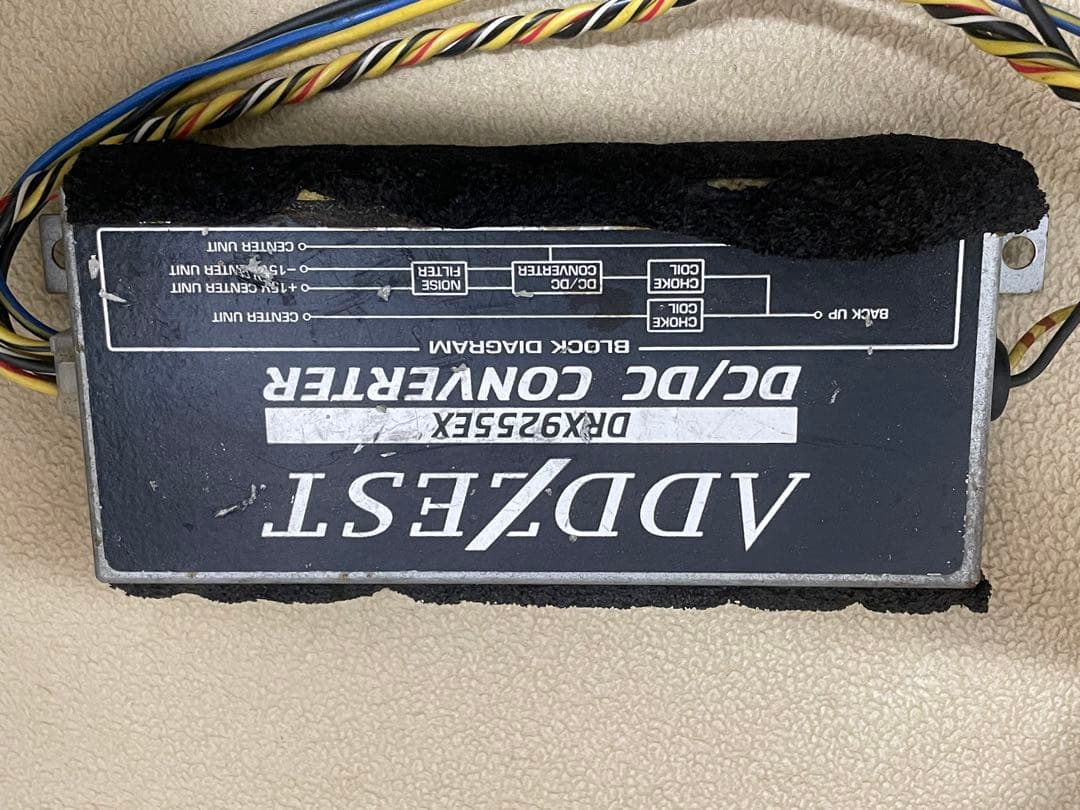 ADDZEST
DRX9255EX
DC/DC CONVERTER
BLOCK DIAGRAM
BACK UP
CHOKE
COIL
CENTER UNIT
CHOKE
COIL
DC/DC
CONVERTER
NOISE
FILTER
+15V CENTER UNIT
-15V CENTER UNIT
CENTER UNIT